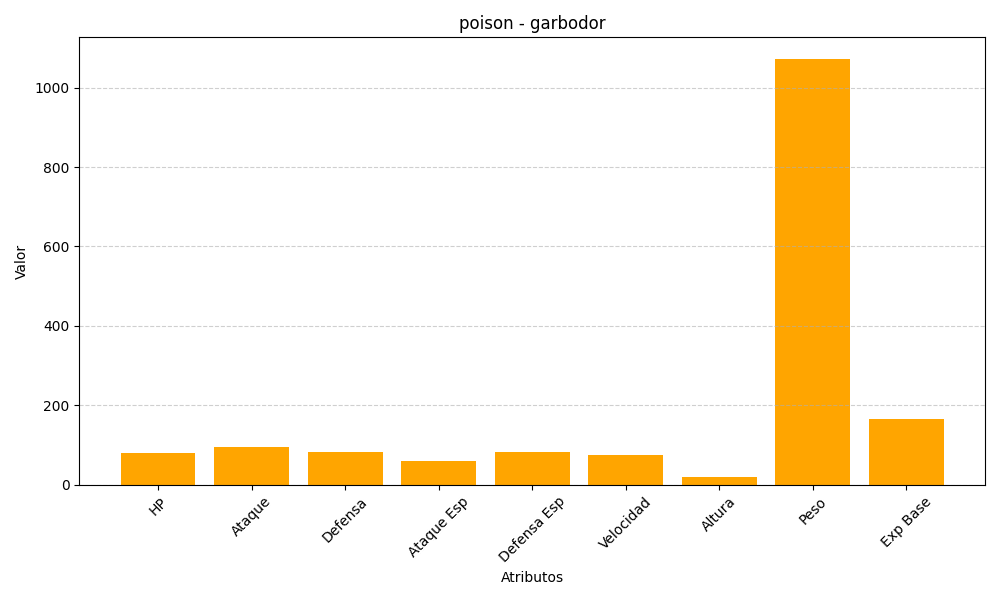 poison - garbodor
Valor
1000
800
600
400
200
0
HP
Ataque
Defensa
Ataque Esp
Defensa Esp
Velocidad
Altura
Peso
Exp Base
Atributos